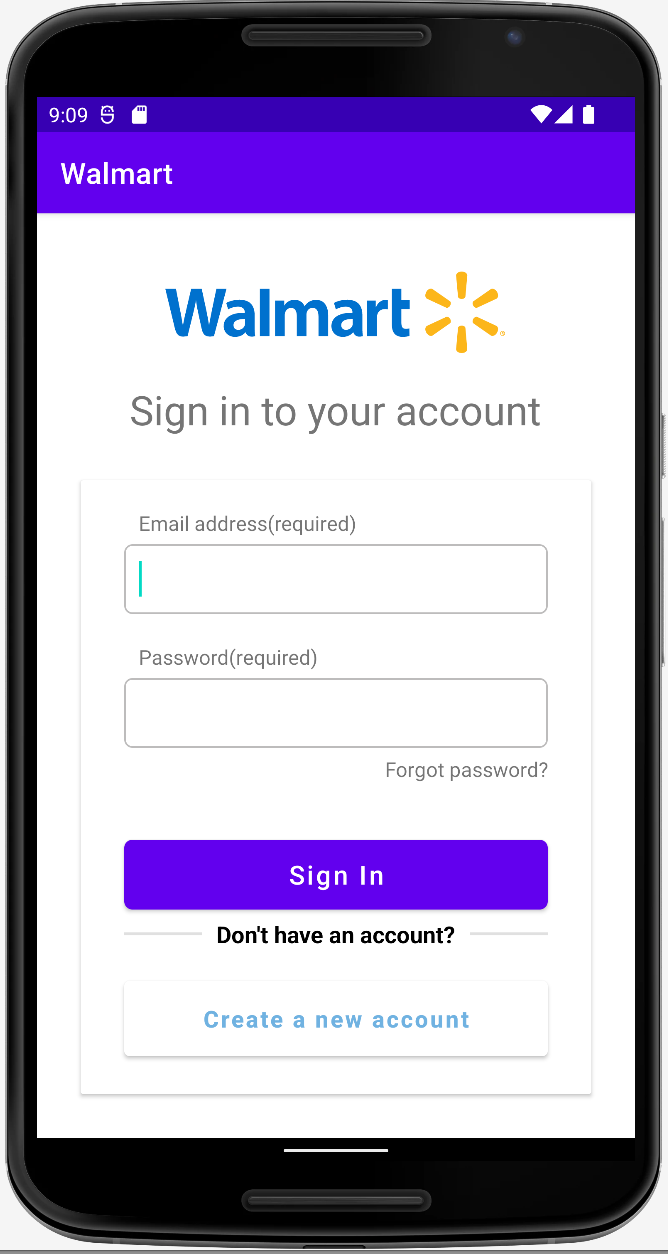 9:09
Walmart
Walmart
Sign in to your account
Email address(required)
Password(required)
Forgot password?
Sign In
Don't have an account?
Create a new account